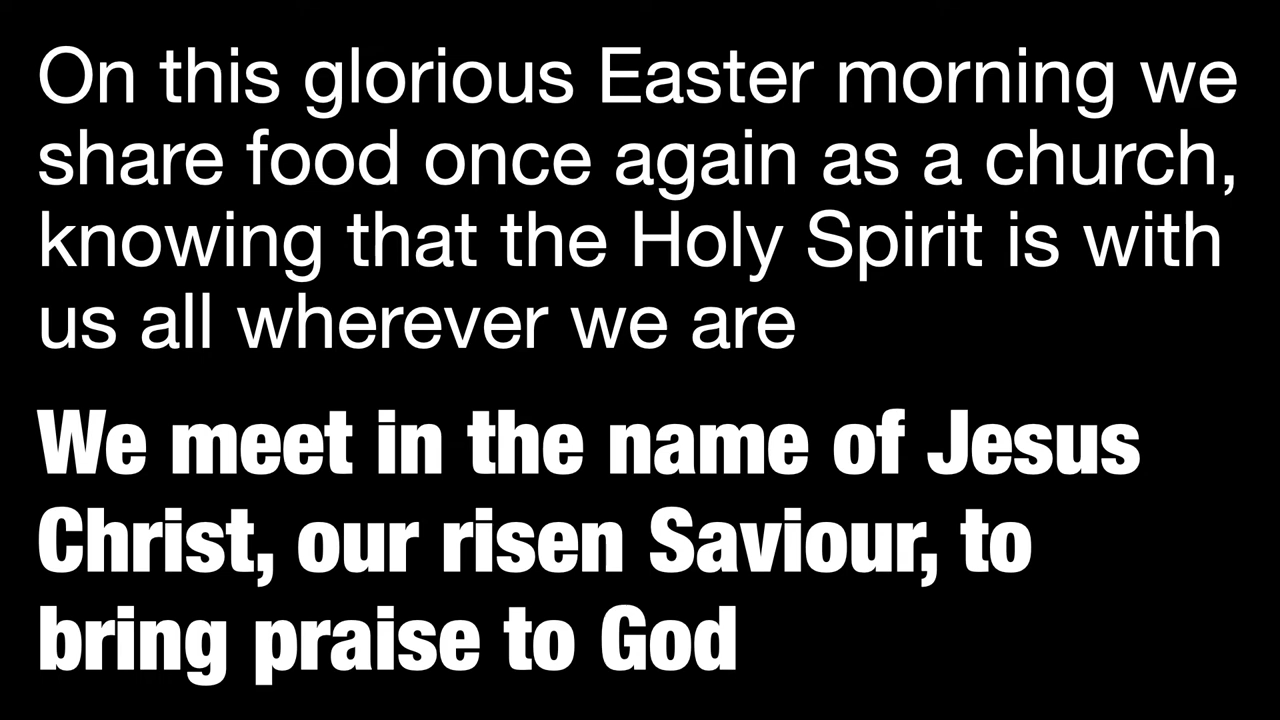 On this glorious Easter morning we
share food once again as a church,
knowing that the Holy Spirit is with
us all wherever we are
We meet in the name of Jesus
Christ, our risen Saviour, to
bring praise to God